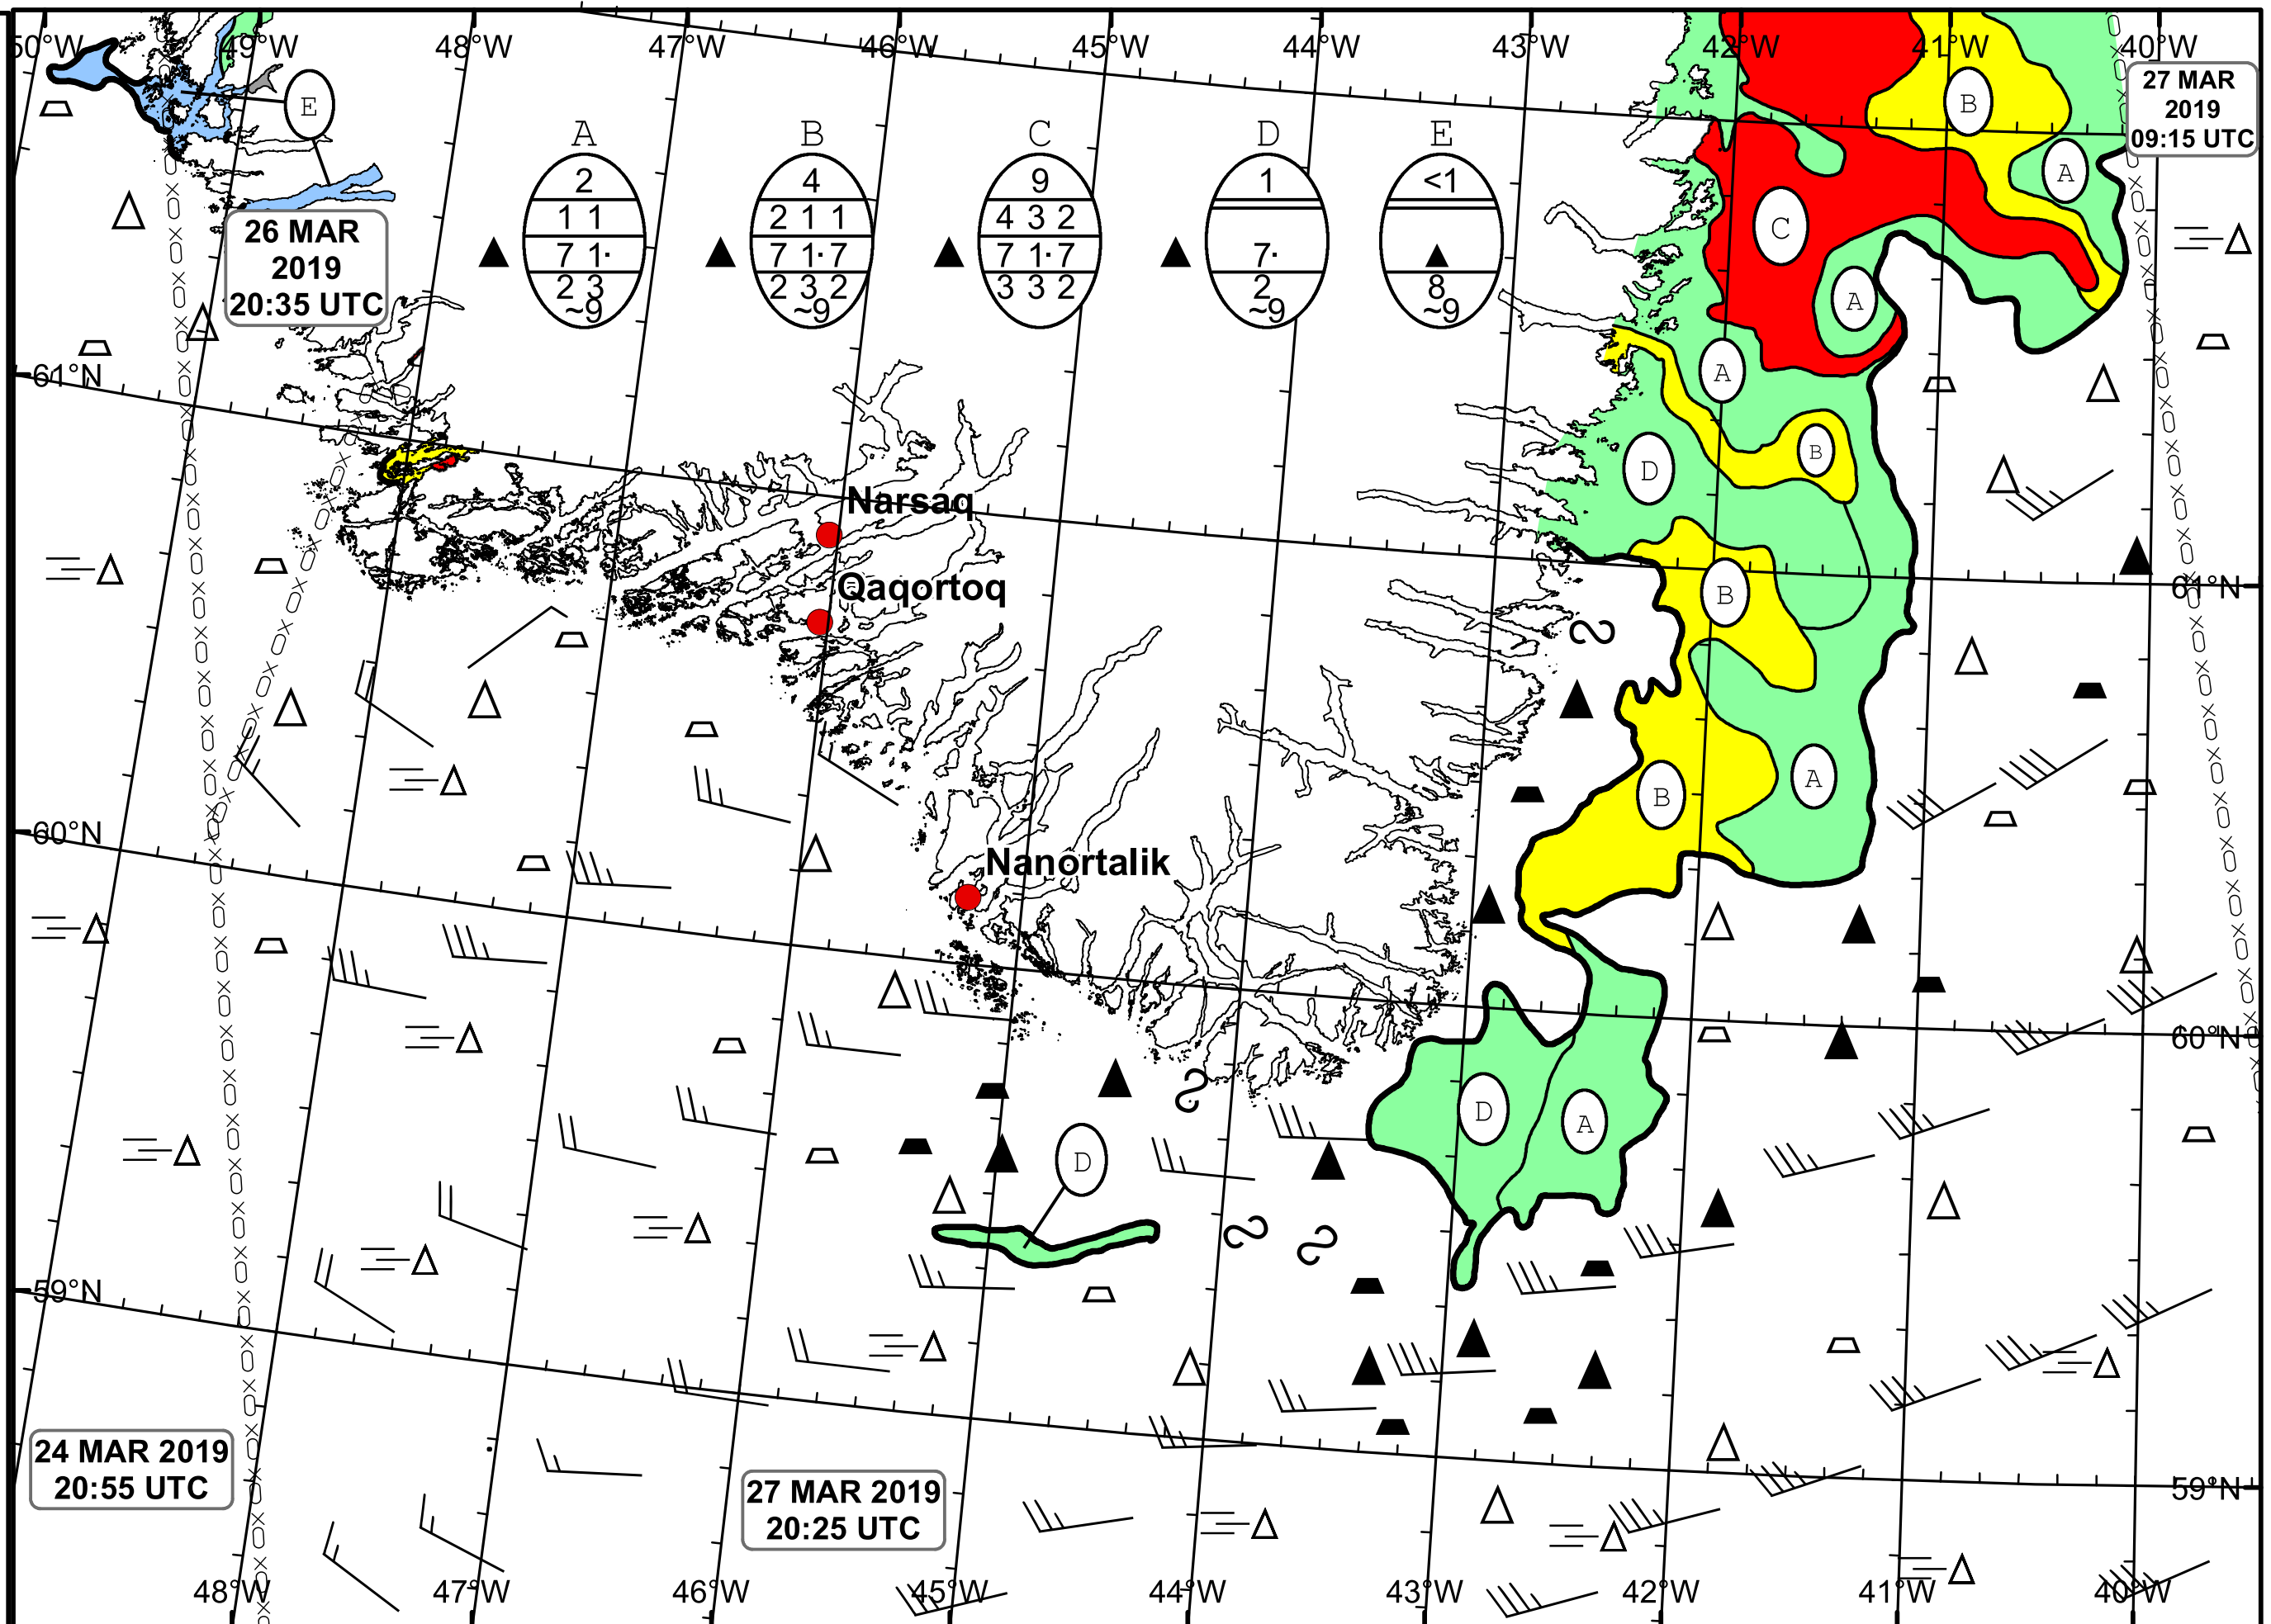 50°W 49°W 48°W 47°W 46°W 45°W 44°W 43°W 42°W 41°W 40°W
27 MAR
2019
09:15 UTC
E
B
A
A B C D E
2 4 9 1 <1
1 1 2 1 1 4 3 2
7 1· 7 1·7 7 1·7 7·
2 3 2 3 2 3 3 2 2 8
~9 ~9 ~9 ~9
26 MAR
2019
20:35 UTC
C
A
61°N
A
B
D
Narsaq
Qaqortoq
B
61°N
A
B
60°N
Nanortalik
60°N
D
A
D
59°N
24 MAR 2019
20:55 UTC
27 MAR 2019
20:25 UTC
59°N
48°W 47°W 46°W 45°W 44°W 43°W 42°W 41°W 40°W